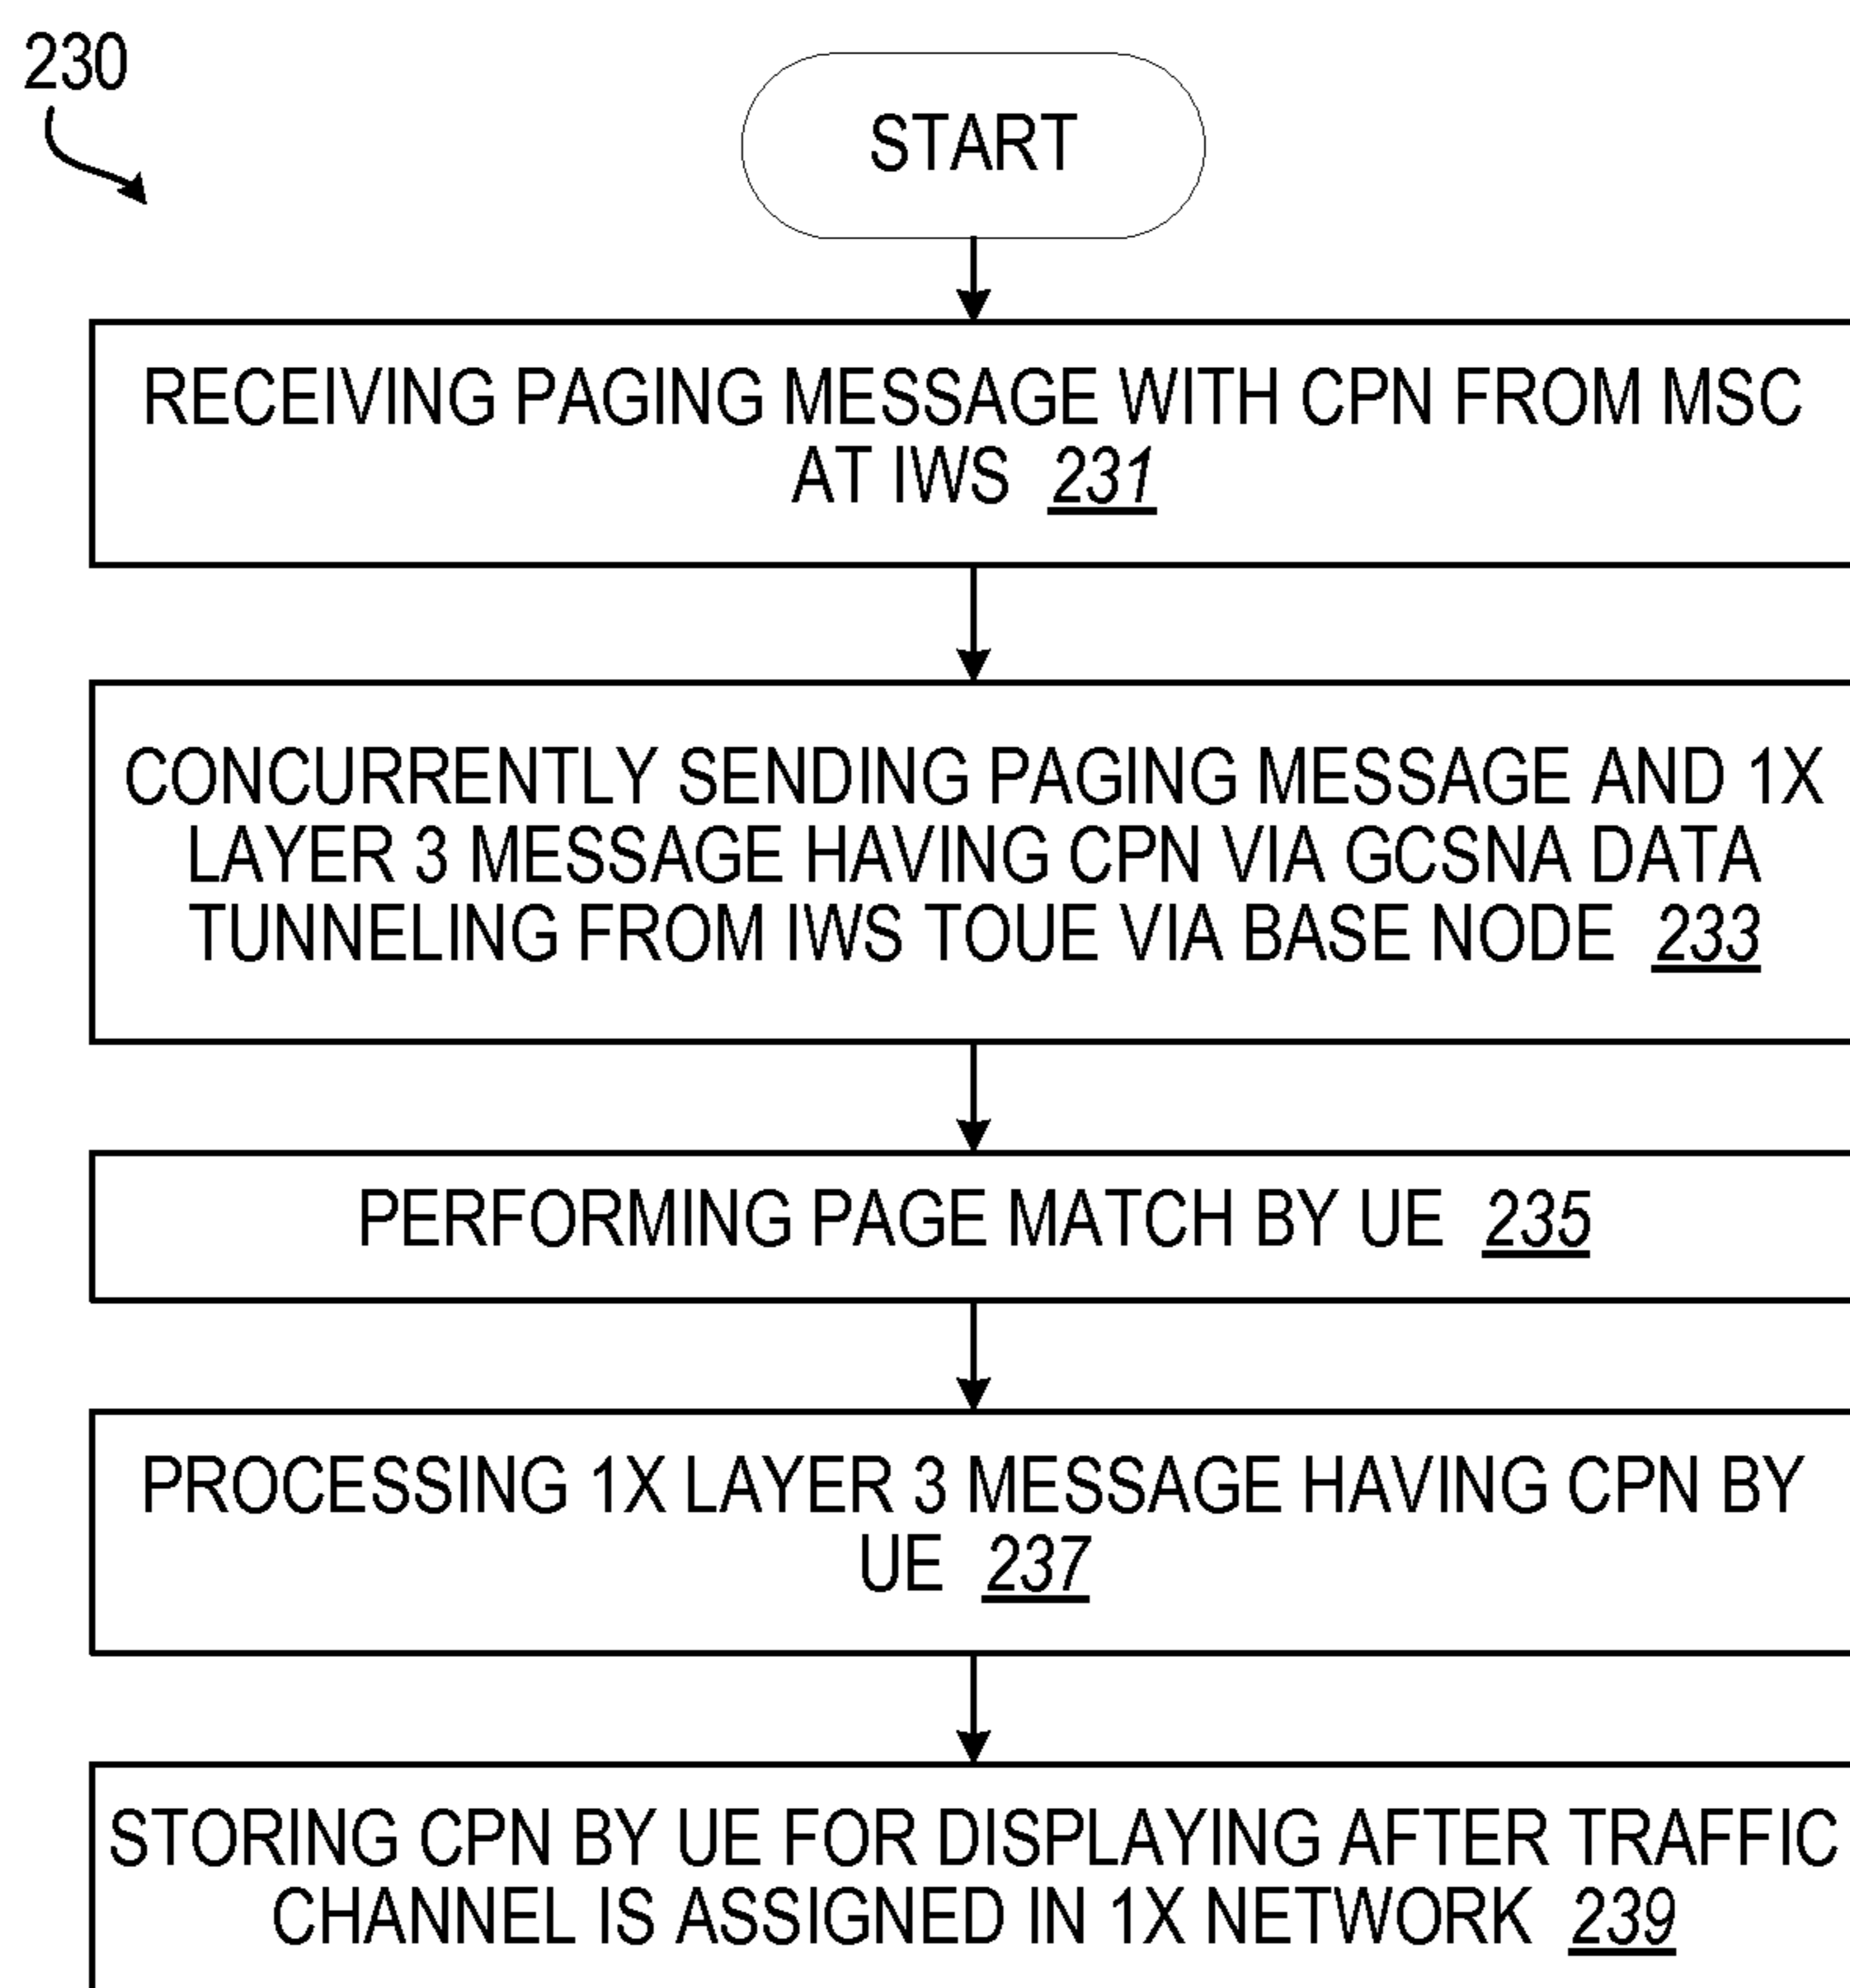 230
START
RECEIVING PAGING MESSAGE WITH CPN FROM MSC
AT IWS 231
CONCURRENTLY SENDING PAGING MESSAGE AND 1X
LAYER 3 MESSAGE HAVING CPN VIA GCSNA DATA
TUNNELING FROM IWS TOUE VIA BASE NODE 233
PERFORMING PAGE MATCH BY UE 235
PROCESSING 1X LAYER 3 MESSAGE HAVING CPN BY
UE 237
STORING CPN BY UE FOR DISPLAYING AFTER TRAFFIC
CHANNEL IS ASSIGNED IN 1X NETWORK 239